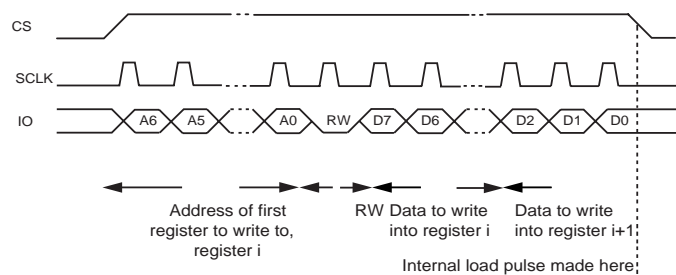 CS
SCLK
IO
A6 A5 A0 RW D7 D6 D2 D1 D0
Address of first
register to write to,
register i
RW Data to write
into register i
Data to write
into register i+1
Internal load pulse made here